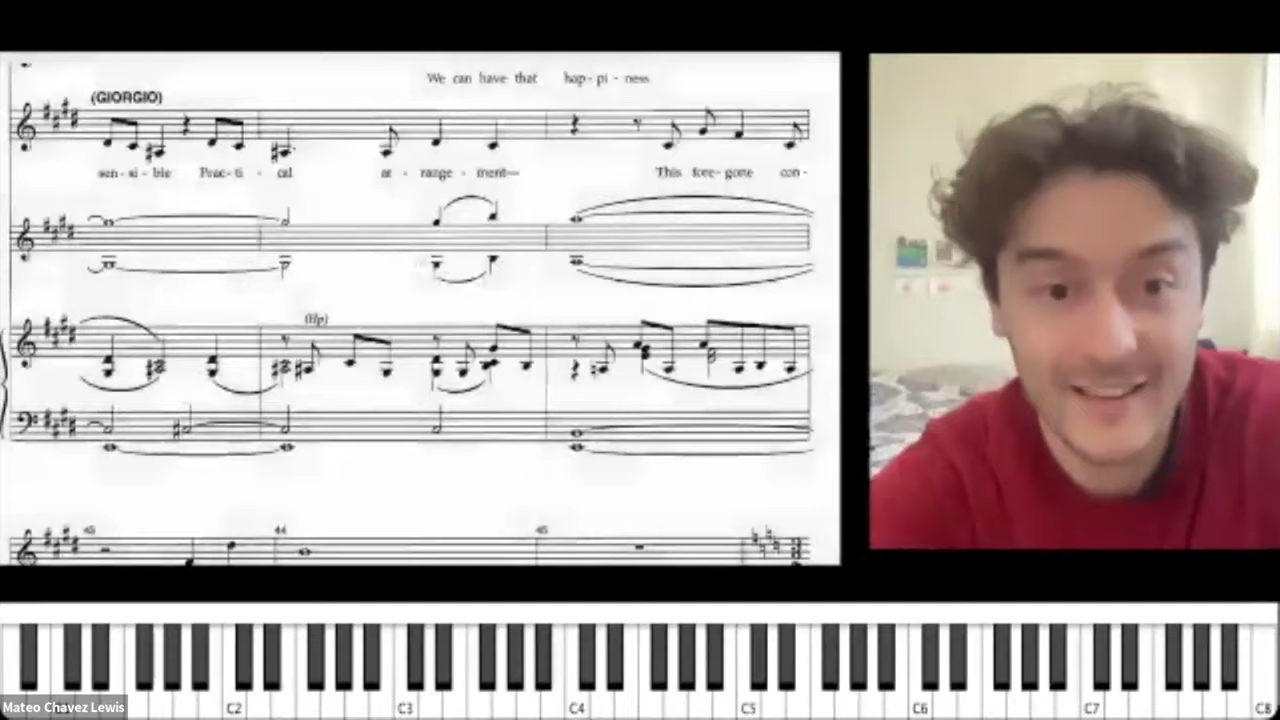 We can have that hap - pi - ness
(GIORGIO)
sen - si - ble Prac - ti - cal ar - range - ment— This fore - gone con -
(Hp)
43 44 45
C2 C3 C4 C5 C6 C7 C8
Mateo Chavez Lewis